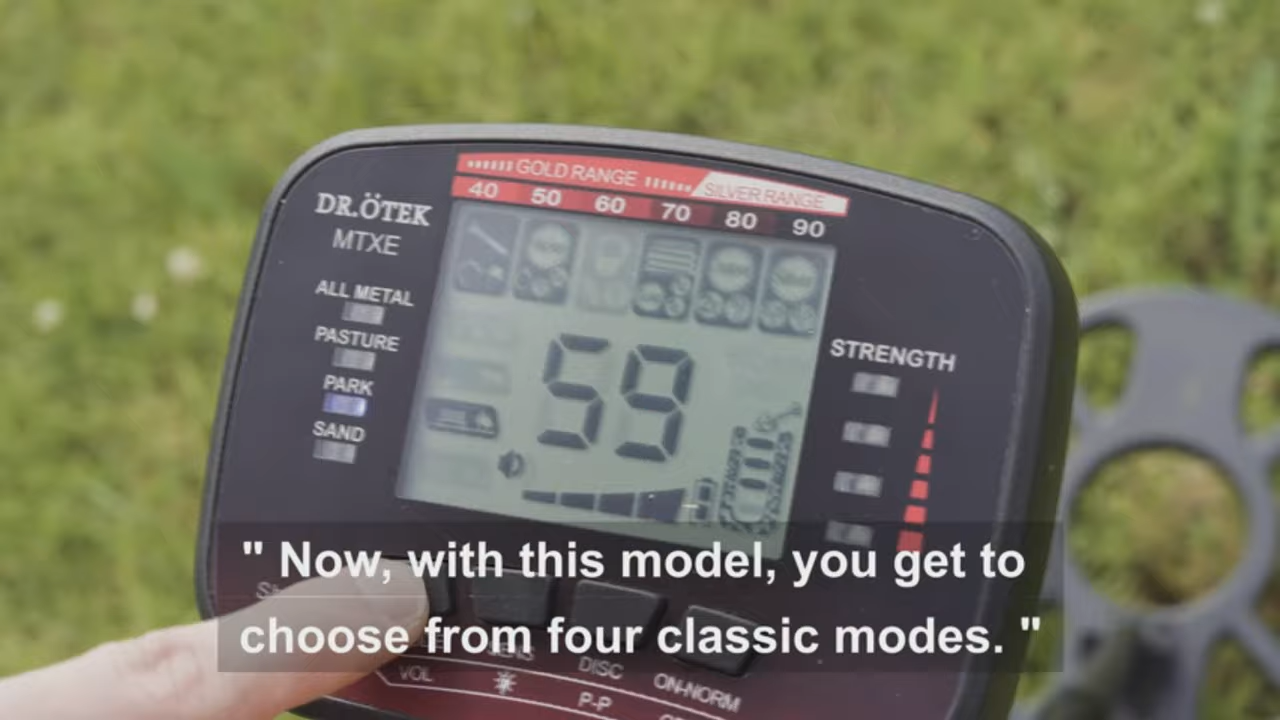 GOLD RANGE SILVER RANGE
40 50 60 70 80 90
DR.ÖTEK
MTXE
ALL METAL
PASTURE
PARK
SAND
59
STRENGTH
" Now, with this model, you get to
choose from four classic modes. "
VOL
DISC
ON-NORM
P-P